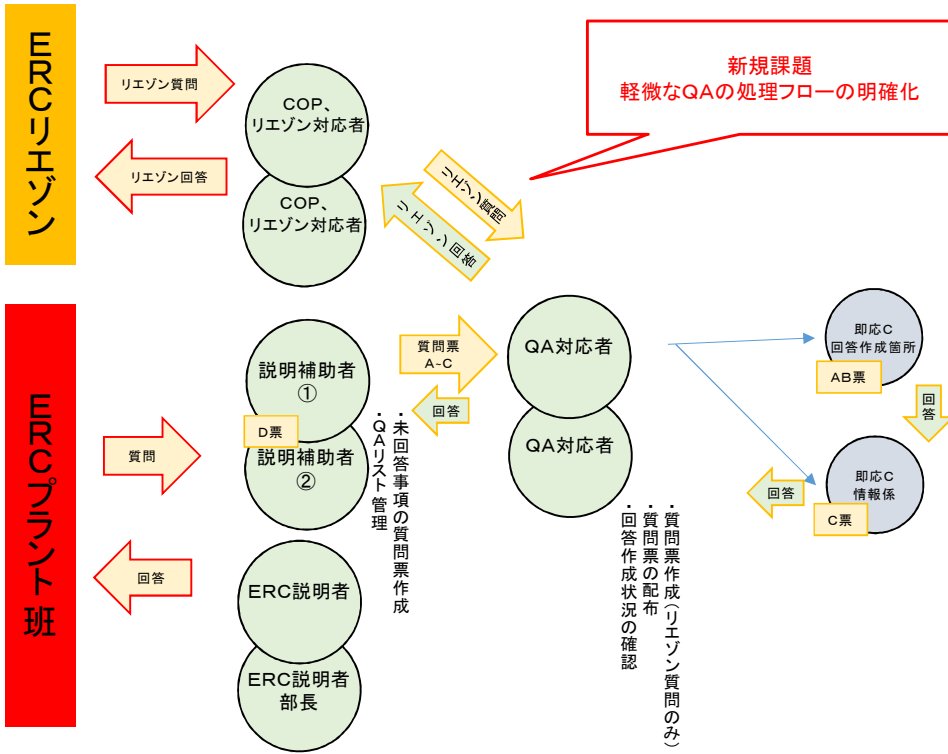 ERCリエゾン
リエゾン質問
リエゾン回答
COP、
リエゾン対応者
COP、
リエゾン対応者
リエゾン質問
リエゾン回答
新規課題
軽微なQAの処理フローの明確化
ERCプラント班
質問
回答
説明補助者
①
D票
説明補助者
②
ERC説明者
ERC説明者
部長
質問票
A~C
回答
・未回答事項の質問票作成
・QAリスト管理
QA対応者
QA対応者
・質問票作成(リエゾン質問のみ)
・質問票の配布
・回答作成状況の確認
即応C
回答作成箇所
AB票
回答
即応C
情報係
C票
回答